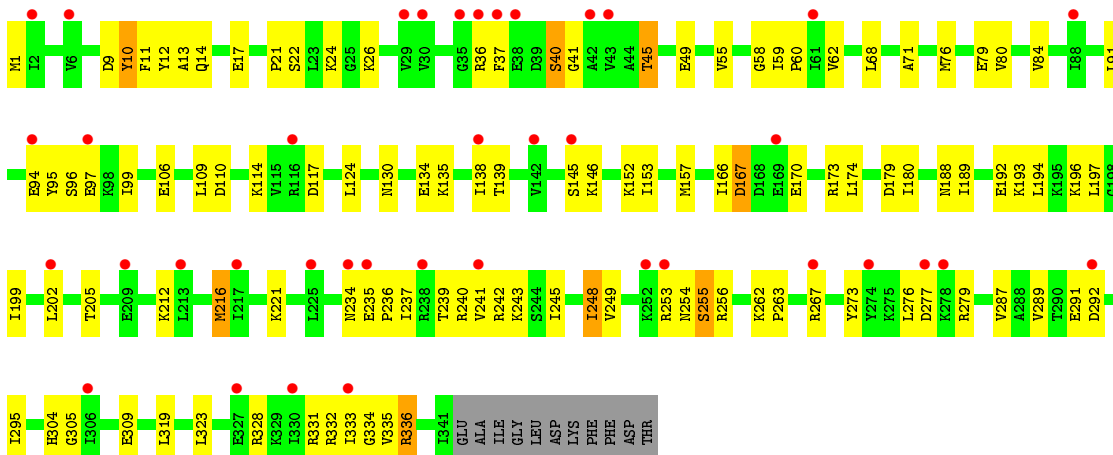 M1 I2 V6 D9 Y10 F11 Y12 A13 Q14 E17 P21 S22 L23 K24 G25 K26 V29 V30 G35 R36 F37 E38 D39 S40 G41 A42 V43 A44 T45 E49 V55 G58 I59 P60 I61 V62 L68 A71 M76 E79 V80 V84 I88 I91
E94 Y95 S96 E97 K98 I99 E106 L109 D110 K114 V115 R116 D117 L124 N130 E134 K135 I138 T139 V142 S145 K146 K152 I153 M157 I166 D167 D168 E169 E170 R173 L174 D179 I180 N188 I189 E192 K193 L194 K195 K196 L197 G198
I199 L202 T205 E209 K212 L213 M216 I217 K221 L225 N234 E235 P236 I237 R238 T239 R240 V241 R242 K243 S244 I245 I248 V249 K252 R253 N254 S255 R256 K262 P263 R267 Y273 Y274 K275 L276 D277 K278 R279 V287 A288 V289 T290 E291 D292
I295 H304 G305 I306 E309 L319 L323 E327 R328 K329 I330 R331 R332 I333 G334 V335 R336 I341 GLU ALA ILE GLY LEU ASP LYS PHE PHE ASP THR